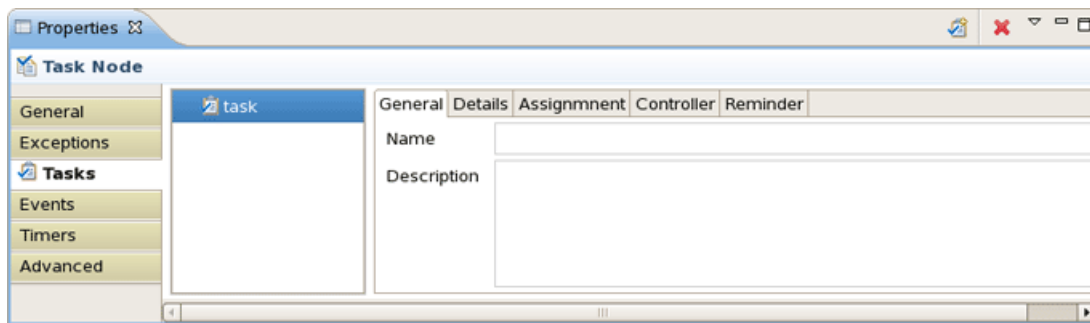 Properties
Task Node
General
Exceptions
Tasks
Events
Timers
Advanced
task
General Details Assignmnent Controller Reminder
Name
Description